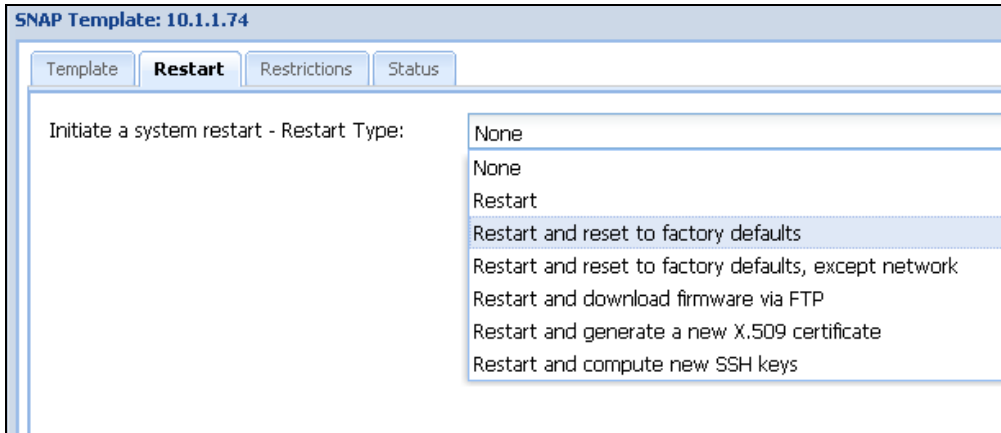 SNAP Template: 10.1.1.74
Template Restart Restrictions Status
Initiate a system restart - Restart Type: None
None
Restart
Restart and reset to factory defaults
Restart and reset to factory defaults, except network
Restart and download firmware via FTP
Restart and generate a new X.509 certificate
Restart and compute new SSH keys